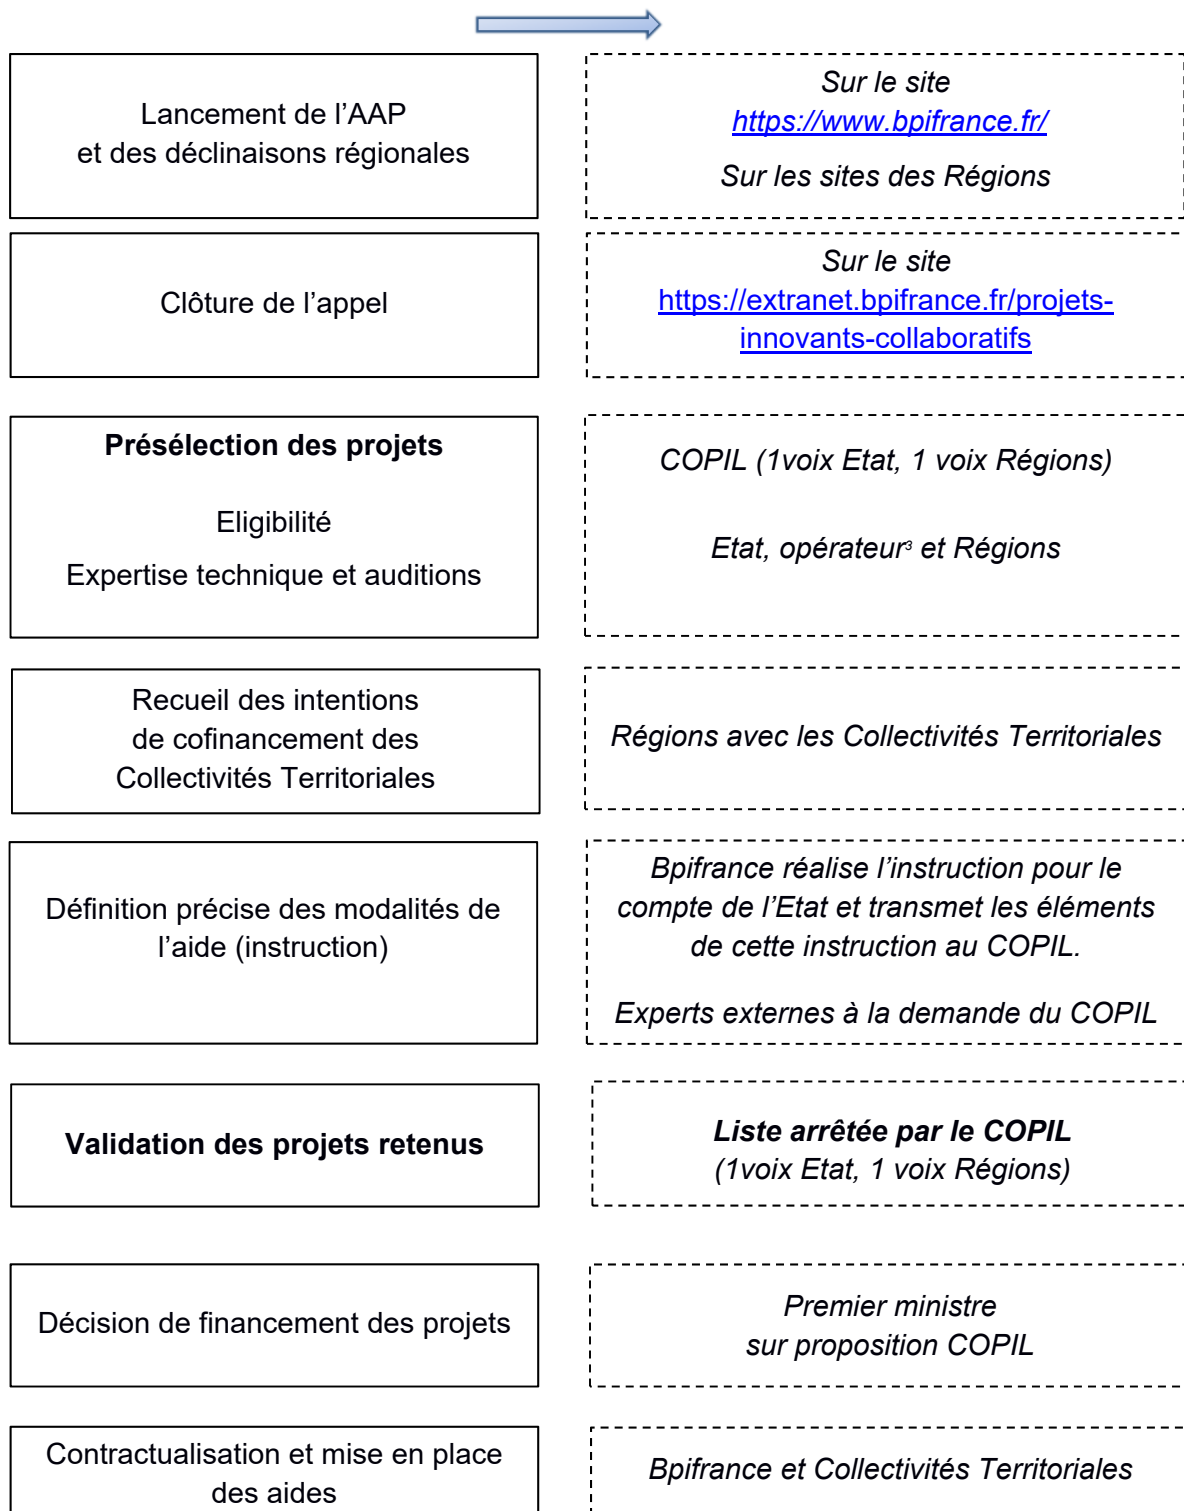 Lancement de l’AAP
et des déclinaisons régionales
Sur le site
https://www.bpifrance.fr/
Sur les sites des Régions
Clôture de l’appel
Sur le site
https://extranet.bpifrance.fr/projets-
innovants-collaboratifs
Présélection des projets
Eligibilité
Expertise technique et auditions
COPIL (1voix Etat, 1 voix Régions)
Etat, opérateur³ et Régions
Recueil des intentions
de cofinancement des
Collectivités Territoriales
Régions avec les Collectivités Territoriales
Définition précise des modalités de
l’aide (instruction)
Bpifrance réalise l’instruction pour le
compte de l’Etat et transmet les éléments
de cette instruction au COPIL.
Experts externes à la demande du COPIL
Validation des projets retenus
Liste arrêtée par le COPIL
(1voix Etat, 1 voix Régions)
Décision de financement des projets
Premier ministre
sur proposition COPIL
Contractualisation et mise en place
des aides
Bpifrance et Collectivités Territoriales